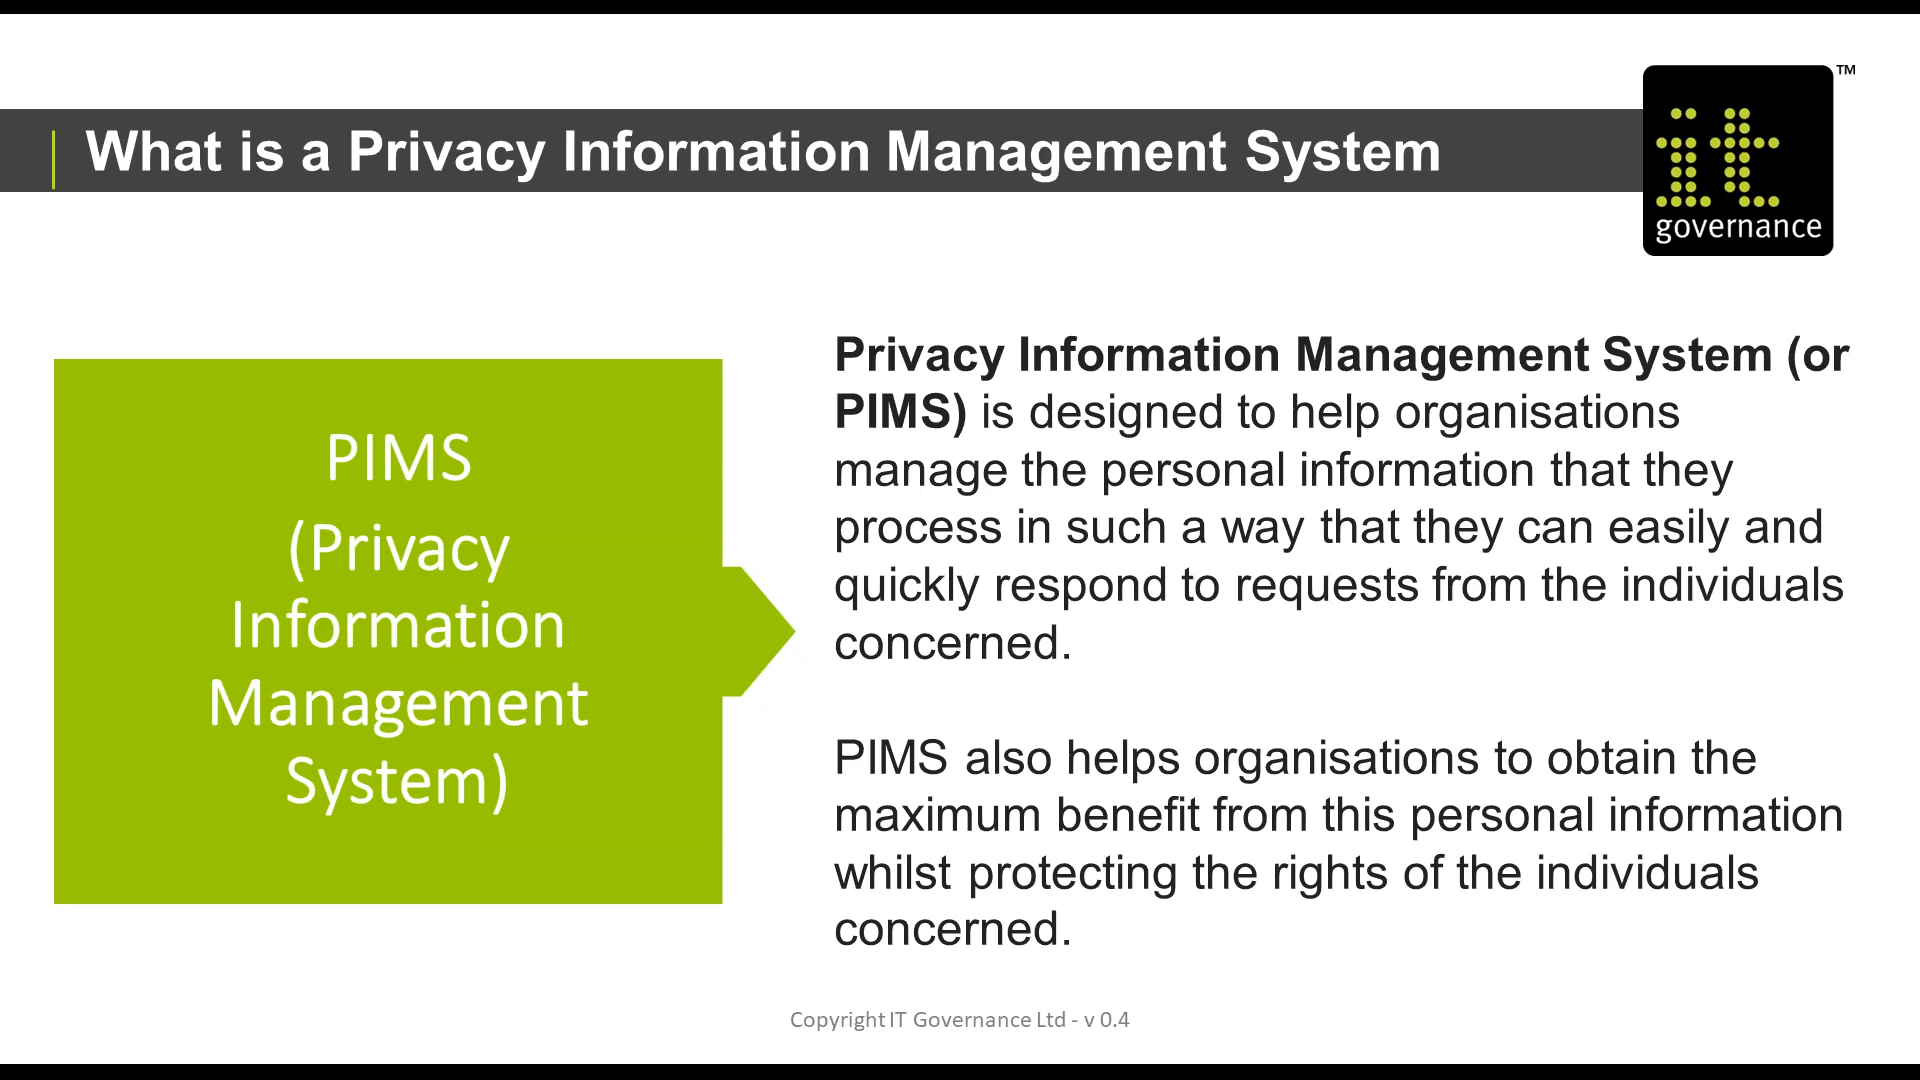 What is a Privacy Information Management System
TM
it
governance
PIMS
(Privacy
Information
Management
System)
Privacy Information Management System (or
PIMS) is designed to help organisations
manage the personal information that they
process in such a way that they can easily and
quickly respond to requests from the individuals
concerned.
PIMS also helps organisations to obtain the
maximum benefit from this personal information
whilst protecting the rights of the individuals
concerned.
Copyright IT Governance Ltd - v 0.4